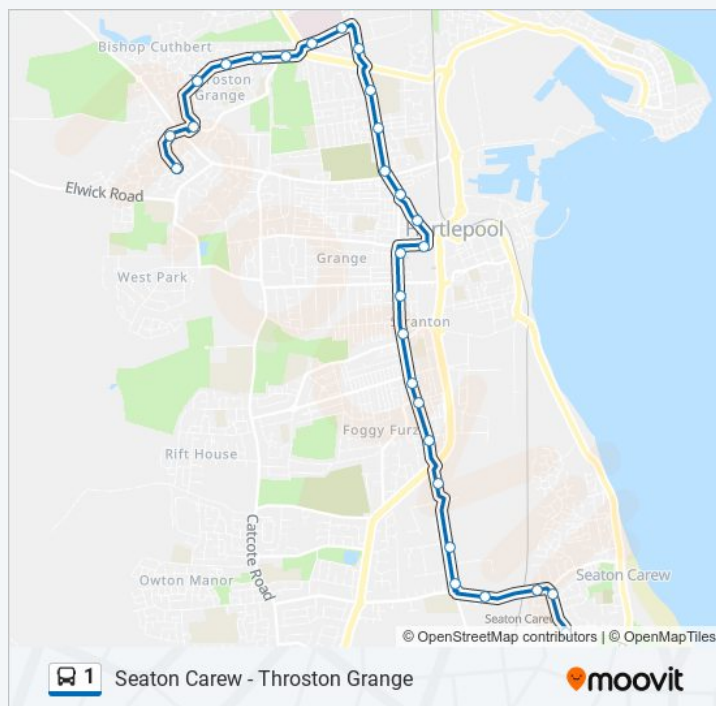 Bishop Cuthbert
Throston
Grange
Elwick Road
Hartlepool
Grange
West Park
Stranton
Foggy Furz
Rift House
Catcote Road
Owton Manor
Seaton Carew
Seaton Carew
© OpenStreetMap contributors | © OpenMapTiles
1 Seaton Carew - Throston Grange
moovit